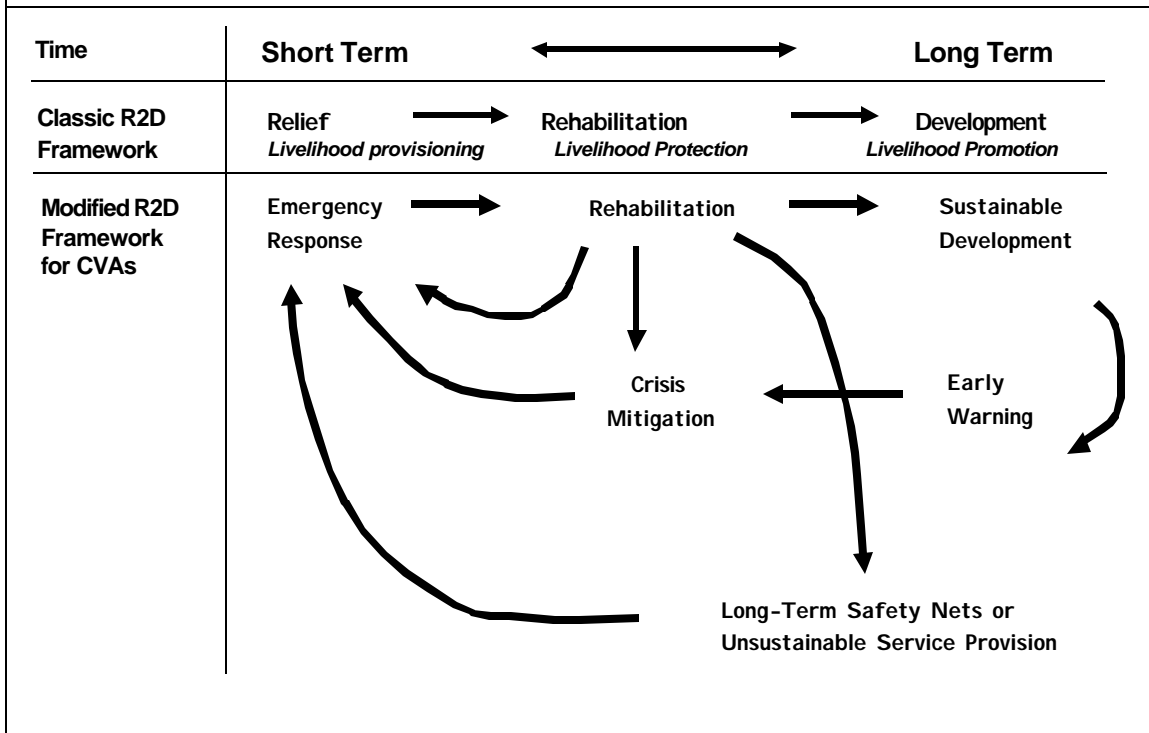 Time
Short Term
Long Term
Classic R2D
Framework
Relief
Livelihood provisioning
Rehabilitation
Livelihood Protection
Development
Livelihood Promotion
Modified R2D
Framework
for CVAs
Emergency
Response
Rehabilitation
Sustainable
Development
Crisis
Mitigation
Early
Warning
Long-Term Safety Nets or
Unsustainable Service Provision